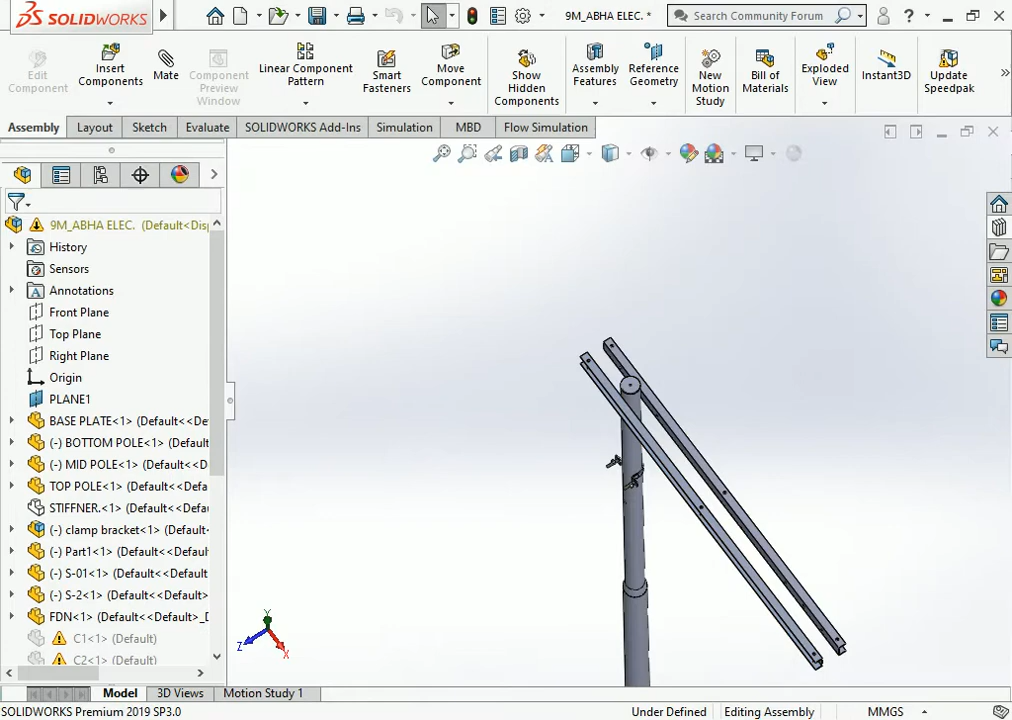 SOLIDWORKS
9M_ABHA ELEC. *
Search Community Forum
?
Edit Component
Insert Components
Mate
Component Preview Window
Linear Component Pattern
Smart Fasteners
Move Component
Show Hidden Components
Assembly Features
Reference Geometry
New Motion Study
Bill of Materials
Exploded View
Instant3D
Update Speedpak
Assembly
Layout
Sketch
Evaluate
SOLIDWORKS Add-Ins
Simulation
MBD
Flow Simulation
9M_ABHA ELEC. (Default<Disp
History
Sensors
Annotations
Front Plane
Top Plane
Right Plane
Origin
PLANE1
BASE PLATE<1> (Default<<De
(-) BOTTOM POLE<1> (Default
(-) MID POLE<1> (Default<<D
TOP POLE<1> (Default<<Defa
STIFFNER.<1> (Default<<Defa
(-) clamp bracket<1> (Default
(-) Part1<1> (Default<<Default
(-) S-01<1> (Default<<Default
(-) S-2<1> (Default<<Default>
FDN<1> (Default<<Default>_D
C1<1> (Default)
C2<1> (Default)
Y
Z
X
Model
3D Views
Motion Study 1
SOLIDWORKS Premium 2019 SP3.0
Under Defined
Editing Assembly
MMGS